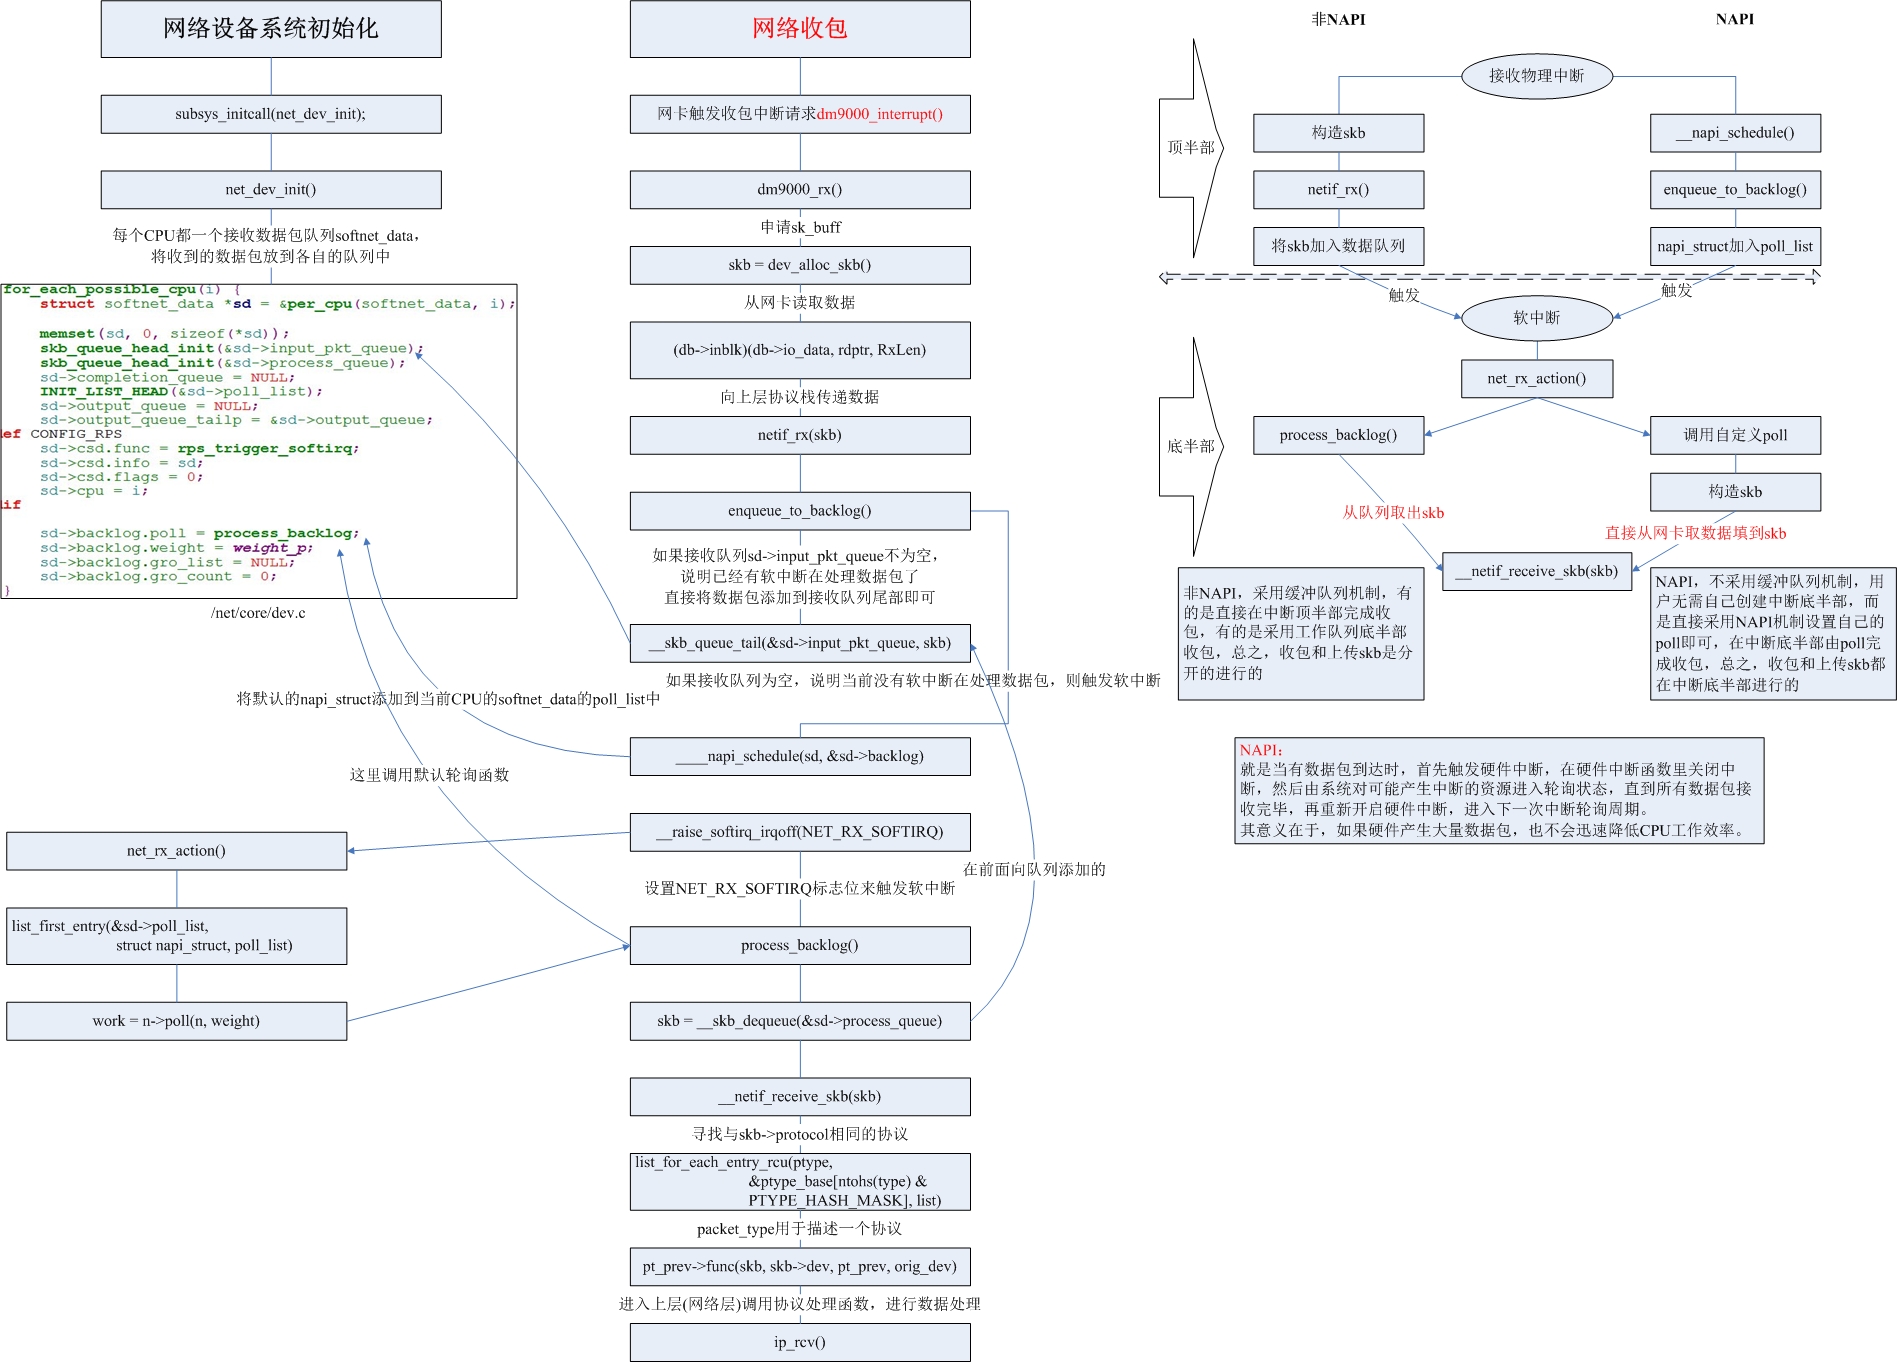 网络设备系统初始化
subsys_initcall(net_dev_init);
net_dev_init()
每个CPU都一个接收数据包队列softnet_data，
将收到的数据包放到各自的队列中
for_each_possible_cpu(i) {
struct softnet_data *sd = &per_cpu(softnet_data, i);
memset(sd, 0, sizeof(*sd));
skb_queue_head_init(&sd->input_pkt_queue);
skb_queue_head_init(&sd->process_queue);
sd->completion_queue = NULL;
INIT_LIST_HEAD(&sd->poll_list);
sd->output_queue = NULL;
sd->output_queue_tailp = &sd->output_queue;
def CONFIG_RPS
sd->csd.func = rps_trigger_softirq;
sd->csd.info = sd;
sd->csd.flags = 0;
sd->cpu = i;
dif
sd->backlog.poll = process_backlog;
sd->backlog.weight = weight_p;
sd->backlog.gro_list = NULL;
sd->backlog.gro_count = 0;
}
/net/core/dev.c
将默认的napi_struct添加到当前CPU的softnet_data的poll_list中
这里调用默认轮询函数
net_rx_action()
list_first_entry(&sd->poll_list,
struct napi_struct, poll_list)
work = n->poll(n, weight)
网络收包
网卡触发收包中断请求dm9000_interrupt()
dm9000_rx()
申请sk_buff
skb = dev_alloc_skb()
从网卡读取数据
(db->inblk)(db->io_data, rdptr, RxLen)
向上层协议栈传递数据
netif_rx(skb)
enqueue_to_backlog()
如果接收队列sd->input_pkt_queue不为空，
说明已经有软中断在处理数据包了
直接将数据包添加到接收队列尾部即可
__skb_queue_tail(&sd->input_pkt_queue, skb)
如果接收队列为空，说明当前没有软中断在处理数据包，则触发软中断
____napi_schedule(sd, &sd->backlog)
__raise_softirq_irqoff(NET_RX_SOFTIRQ)
在前面向队列添加的
设置NET_RX_SOFTIRQ标志位来触发软中断
process_backlog()
skb = __skb_dequeue(&sd->process_queue)
__netif_receive_skb(skb)
寻找与skb->protocol相同的协议
list_for_each_entry_rcu(ptype,
&ptype_base[ntohs(type) &
PTYPE_HASH_MASK], list)
packet_type用于描述一个协议
pt_prev->func(skb, skb->dev, pt_prev, orig_dev)
进入上层(网络层)调用协议处理函数，进行数据处理
ip_rcv()
非NAPI
NAPI
接收物理中断
顶半部
构造skb
__napi_schedule()
netif_rx()
enqueue_to_backlog()
将skb加入数据队列
napi_struct加入poll_list
触发
触发
软中断
net_rx_action()
底半部
process_backlog()
调用自定义poll
构造skb
从队列取出skb
直接从网卡取数据填到skb
__netif_receive_skb(skb)
非NAPI，采用缓冲队列机制，有
的是直接在中断顶半部完成收
包，有的是采用工作队列底半部
收包，总之，收包和上传skb是分
开的进行的
NAPI，不采用缓冲队列机制，用
户无需自己创建中断底半部，而
是直接采用NAPI机制设置自己的
poll即可，在中断底半部由poll完
成收包，总之，收包和上传skb都
在中断底半部进行的
NAPI：
就是当有数据包到达时，首先触发硬件中断，在硬件中断函数里关闭中
断，然后由系统对可能产生中断的资源进入轮询状态，直到所有数据包接
收完毕，再重新开启硬件中断，进入下一次中断轮询周期。
其意义在于，如果硬件产生大量数据包，也不会迅速降低CPU工作效率。